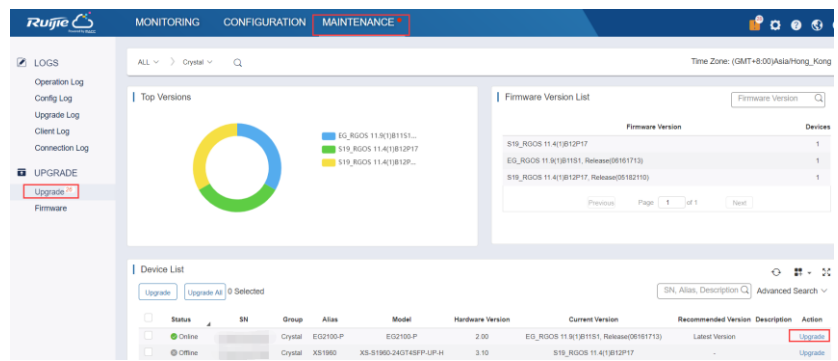 Ruijie
MONITORING CONFIGURATION MAINTENANCE
LOGS
Operation Log
Config Log
Upgrade Log
Client Log
Connection Log
UPGRADE
Upgrade
Firmware
ALL Crystal
Time Zone: (GMT+8:00)Asia/Hong_Kong
Top Versions
EG_RGOS 11.9(1)B11S1...
S19_RGOS 11.4(1)B12P17
S19_RGOS 11.4(1)B12P...
Firmware Version List
Firmware Version
Firmware Version Devices
S19_RGOS 11.4(1)B12P17 1
EG_RGOS 11.9(1)B11S1, Release(06161713) 1
S19_RGOS 11.4(1)B12P17, Release(05182110) 1
Previous Page 1 of 1 Next
Device List
Upgrade Upgrade All 0 Selected
SN, Alias, Description Advanced Search
Status SN Group Alias Model Hardware Version Current Version Recommended Version Description Action
Online Crystal EG2100-P EG2100-P 2.00 EG_RGOS 11.9(1)B11S1, Release(06161713) Latest Version Upgrade
Offline Crystal XS1960 XS-S1960-24GT4SFP-UP-H 3.10 S19_RGOS 11.4(1)B12P17 - Upgrade